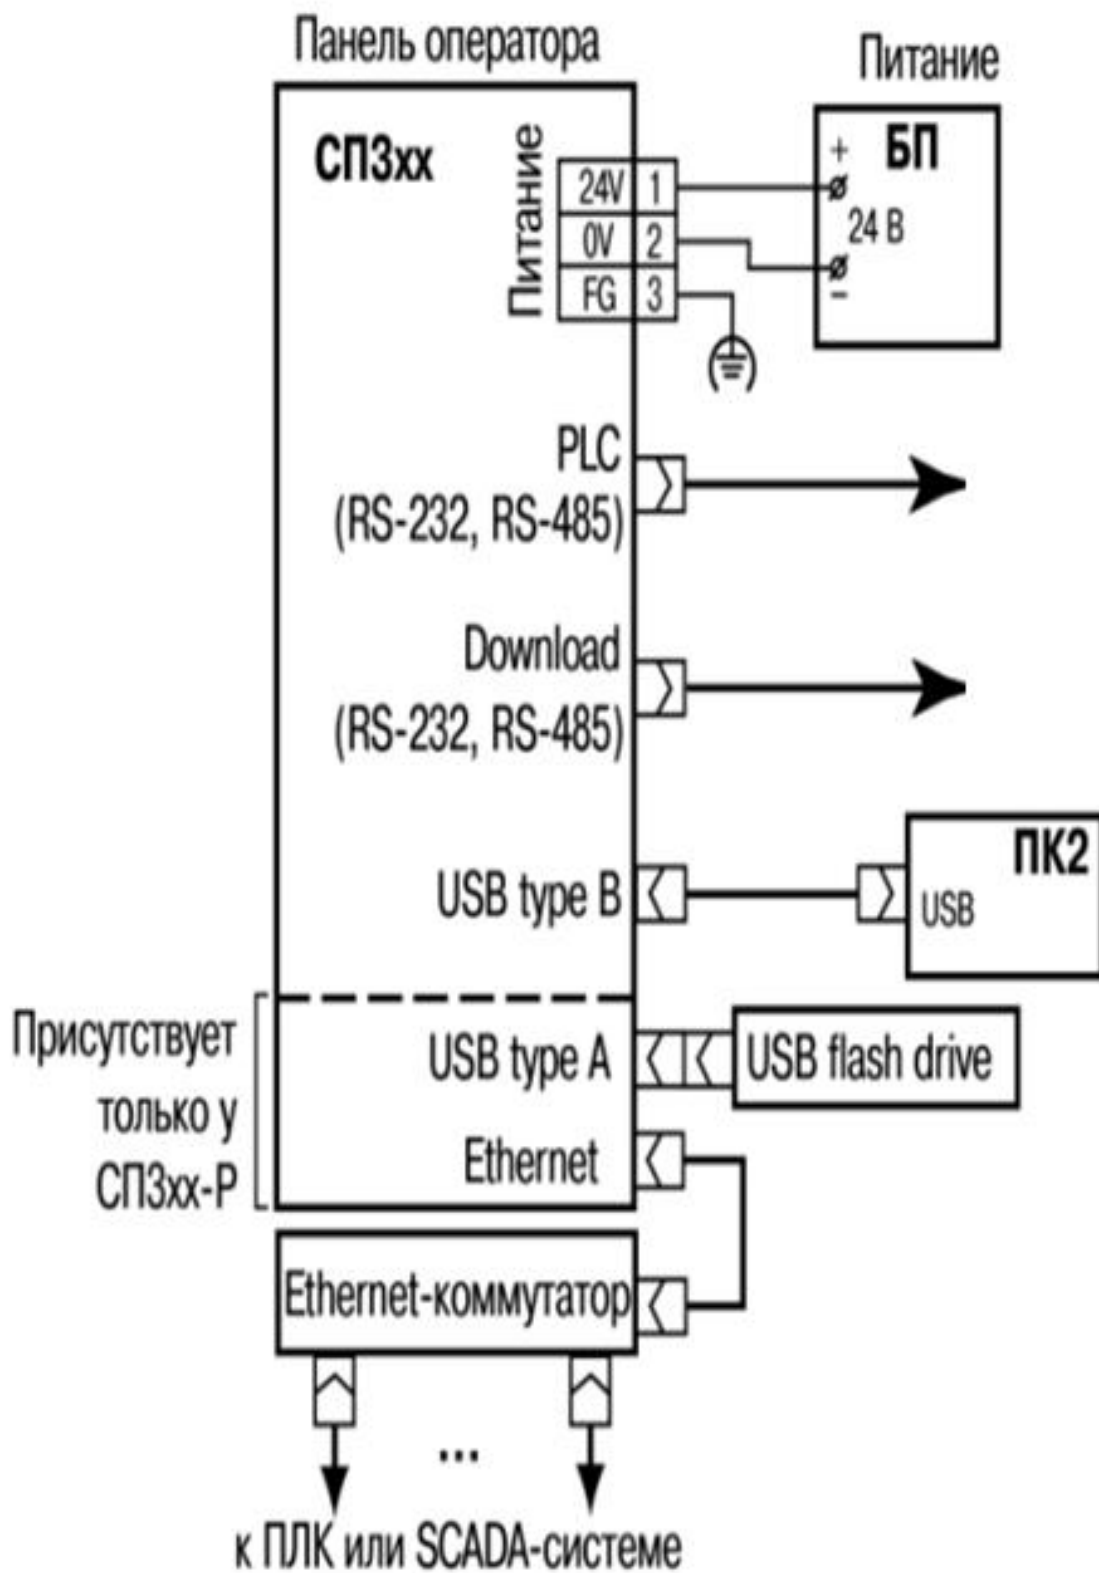 Панель оператора
Питание
СП3хх
Питание
24V 1
0V 2
FG 3
+ БП
24 В
–
PLC
(RS-232, RS-485)
Download
(RS-232, RS-485)
USB type B
ПК2
USB
Присутствует
только у
СП3хх-Р
USB type A
USB flash drive
Ethernet
Ethernet-коммутатор
...
к ПЛК или SCADA-системе